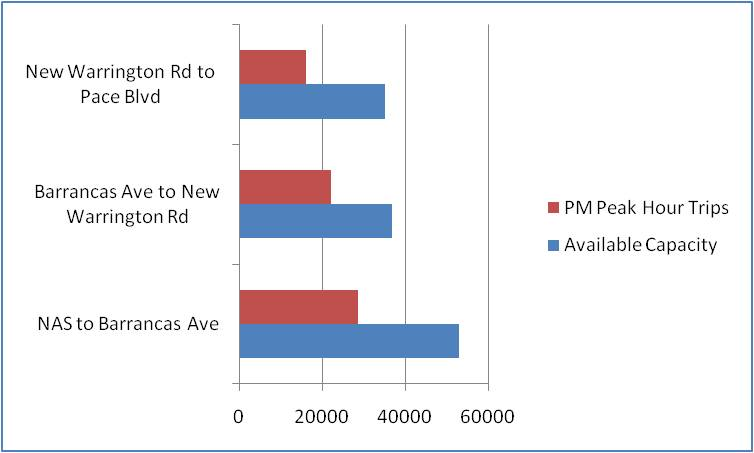 New Warrington Rd to
Pace Blvd
Barrancas Ave to New
Warrington Rd
NAS to Barrancas Ave
0
20000
40000
60000
PM Peak Hour Trips
Available Capacity